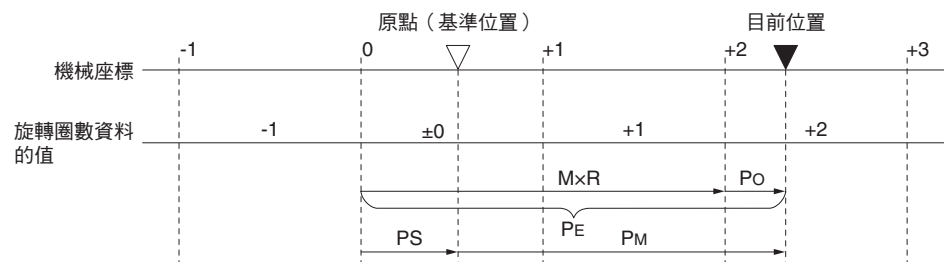 原點（基準位置） 目前位置
-1 0 +1 +2 +3
機械座標
旋轉圈數資料
的值
-1 ±0 +1 +2
M×R PO
PE
PS PM